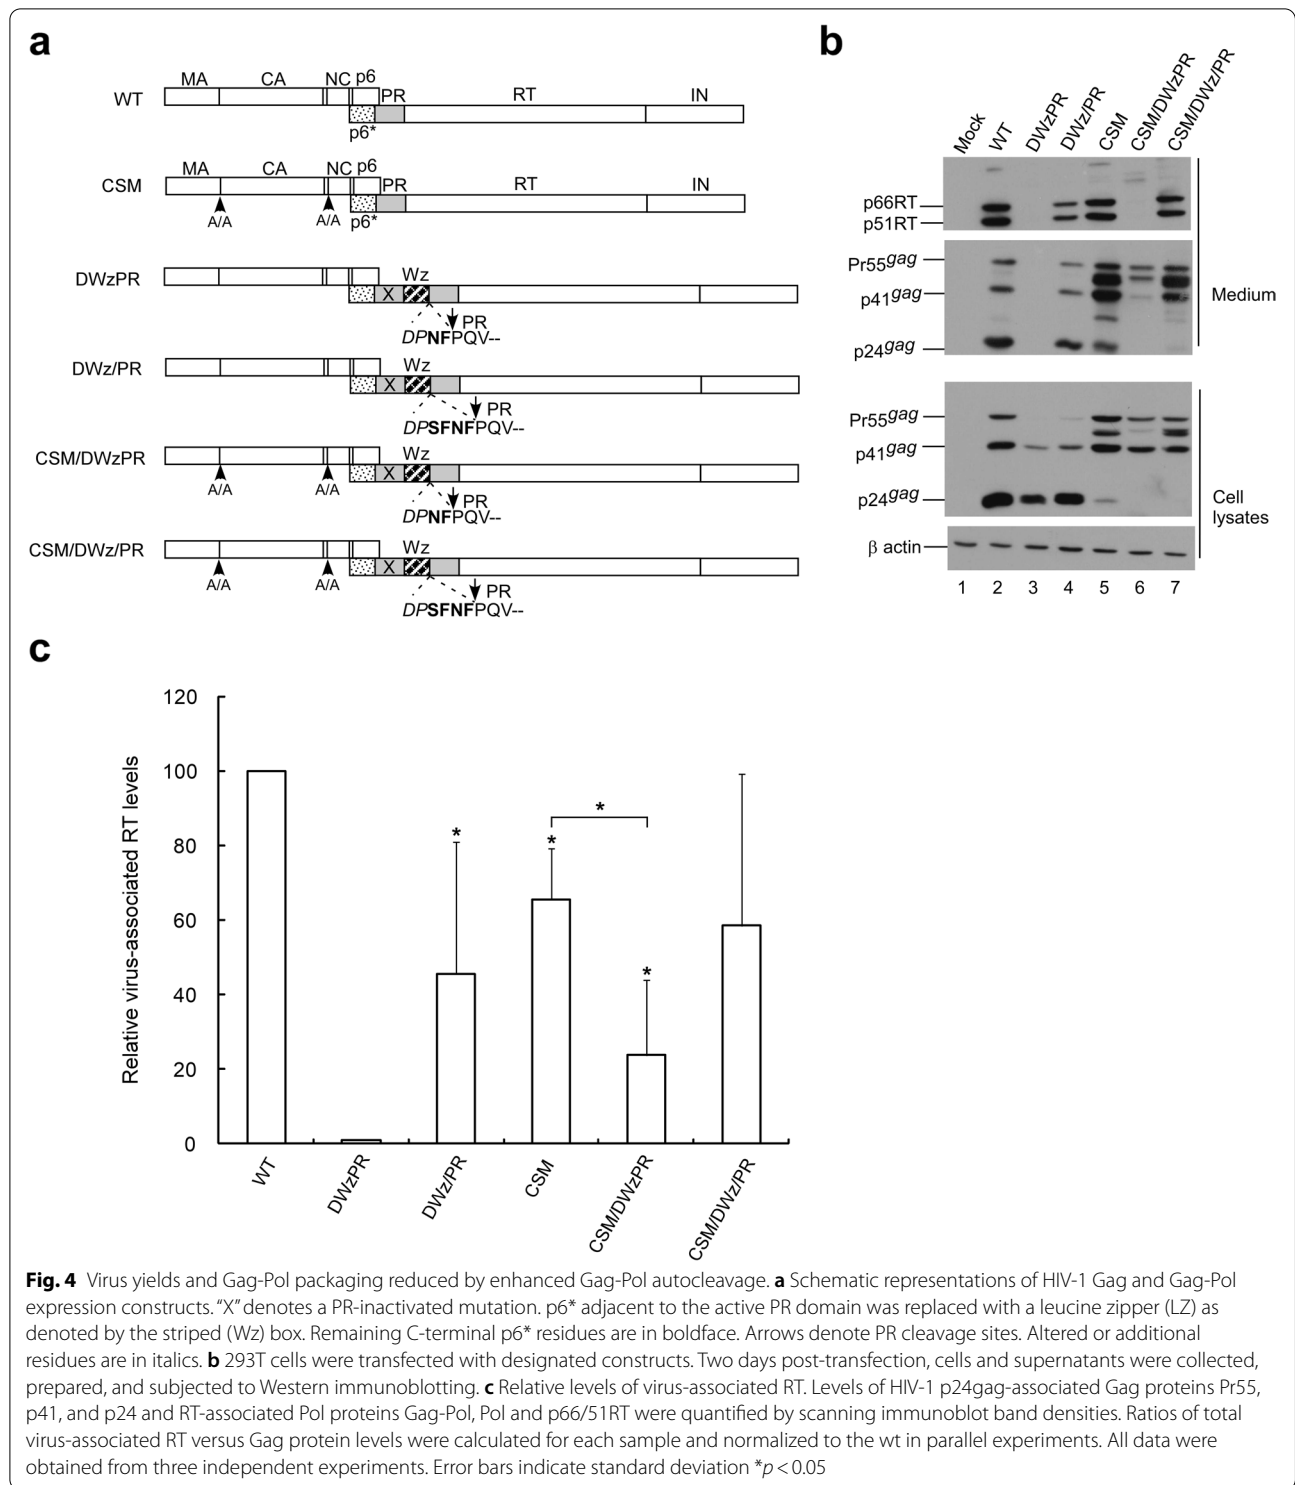 a
MA CA NC p6
WT PR RT IN
p6*
MA CA NC p6
CSM PR RT IN
A/A A/A p6*
DWzPR Wz
X
PR
DPNFPQV--
DWz/PR Wz
X
PR
DPSFNFPQV--
CSM/DWzPR Wz
X
A/A A/A PR
DPNFPQV--
CSM/DWz/PR Wz
X
A/A A/A PR
DPSFNFPQV--
b
Mock WT DWzPR DWz/PR CSM CSM/DWzPR CSM/DWz/PR
p66RT
p51RT
Pr55gag
p41gag
p24gag
Medium
Pr55gag
p41gag
p24gag
Cell
lysates
β actin
1 2 3 4 5 6 7
c
Relative virus-associated RT levels
120
100
80
60
40
20
0
* * * *
WT DWzPR DWz/PR CSM CSM/DWzPR CSM/DWz/PR
Fig. 4 Virus yields and Gag-Pol packaging reduced by enhanced Gag-Pol autocleavage. a Schematic representations of HIV-1 Gag and Gag-Pol
expression constructs. “X” denotes a PR-inactivated mutation. p6* adjacent to the active PR domain was replaced with a leucine zipper (LZ) as
denoted by the striped (Wz) box. Remaining C-terminal p6* residues are in boldface. Arrows denote PR cleavage sites. Altered or additional
residues are in italics. b 293T cells were transfected with designated constructs. Two days post-transfection, cells and supernatants were collected,
prepared, and subjected to Western immunoblotting. c Relative levels of virus-associated RT. Levels of HIV-1 p24gag-associated Gag proteins Pr55,
p41, and p24 and RT-associated Pol proteins Gag-Pol, Pol and p66/51RT were quantified by scanning immunoblot band densities. Ratios of total
virus-associated RT versus Gag protein levels were calculated for each sample and normalized to the wt in parallel experiments. All data were
obtained from three independent experiments. Error bars indicate standard deviation *p < 0.05